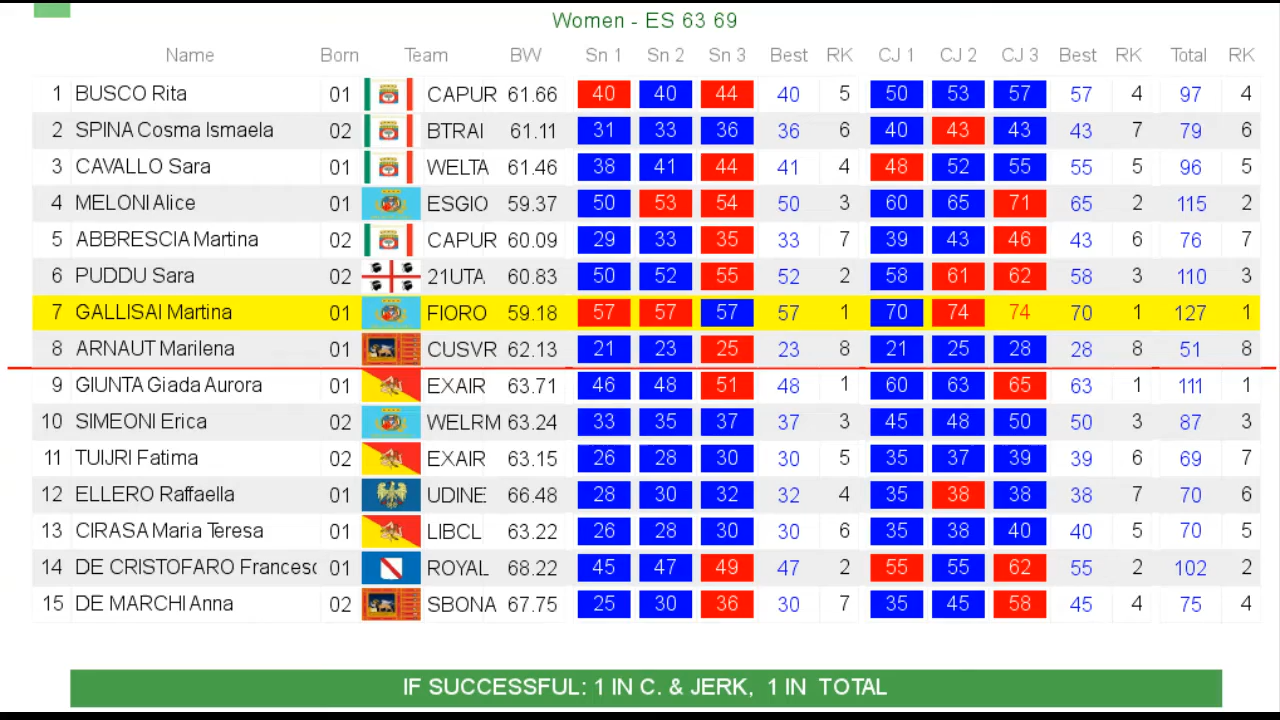 Women - ES 63 69
Name Born Team BW Sn 1 Sn 2 Sn 3 Best RK CJ 1 CJ 2 CJ 3 Best RK Total RK
1 BUSCO Rita 01 CAPUR 61.66 40 40 44 40 5 50 53 57 57 4 97 4
2 SPINA Cosma Ismaela 02 BTRAI 61.11 31 33 36 36 6 40 43 43 43 7 79 6
3 CAVALLO Sara 01 WELTA 61.46 38 41 44 41 4 48 52 55 55 5 96 5
4 MELONI Alice 01 ESGIO 59.37 50 53 54 50 3 60 65 71 65 2 115 2
5 ABBRESCIA Martina 02 CAPUR 60.09 29 33 35 33 7 39 43 46 43 6 76 7
6 PUDDU Sara 02 21UTA 60.83 50 52 55 52 2 58 61 62 58 3 110 3
7 GALLISAI Martina 01 FIORO 59.18 57 57 57 57 1 70 74 74 70 1 127 1
8 ARNAUT Marilena 01 CUSVR 62.13 21 23 25 23 8 21 25 28 28 8 51 8
9 GIUNTA Giada Aurora 01 EXAIR 63.71 46 48 51 48 1 60 63 65 63 1 111 1
10 SIMEONI Erica 02 WELRM 63.24 33 35 37 37 3 45 48 50 50 3 87 3
11 TUIJRI Fatima 02 EXAIR 63.15 26 28 30 30 5 35 37 39 39 6 69 7
12 ELLERO Raffaella 01 UDINE 66.48 28 30 32 32 4 35 38 38 38 7 70 6
13 CIRASA Maria Teresa 01 LIBCL 63.22 26 28 30 30 6 35 38 40 40 5 70 5
14 DE CRISTOFARO Francesc 01 ROYAL 68.22 45 47 49 47 2 55 55 62 55 2 102 2
15 DE MARCHI Anna 02 SBONA 67.75 25 30 36 30 7 35 45 58 45 4 75 4
IF SUCCESSFUL: 1 IN C. & JERK, 1 IN TOTAL